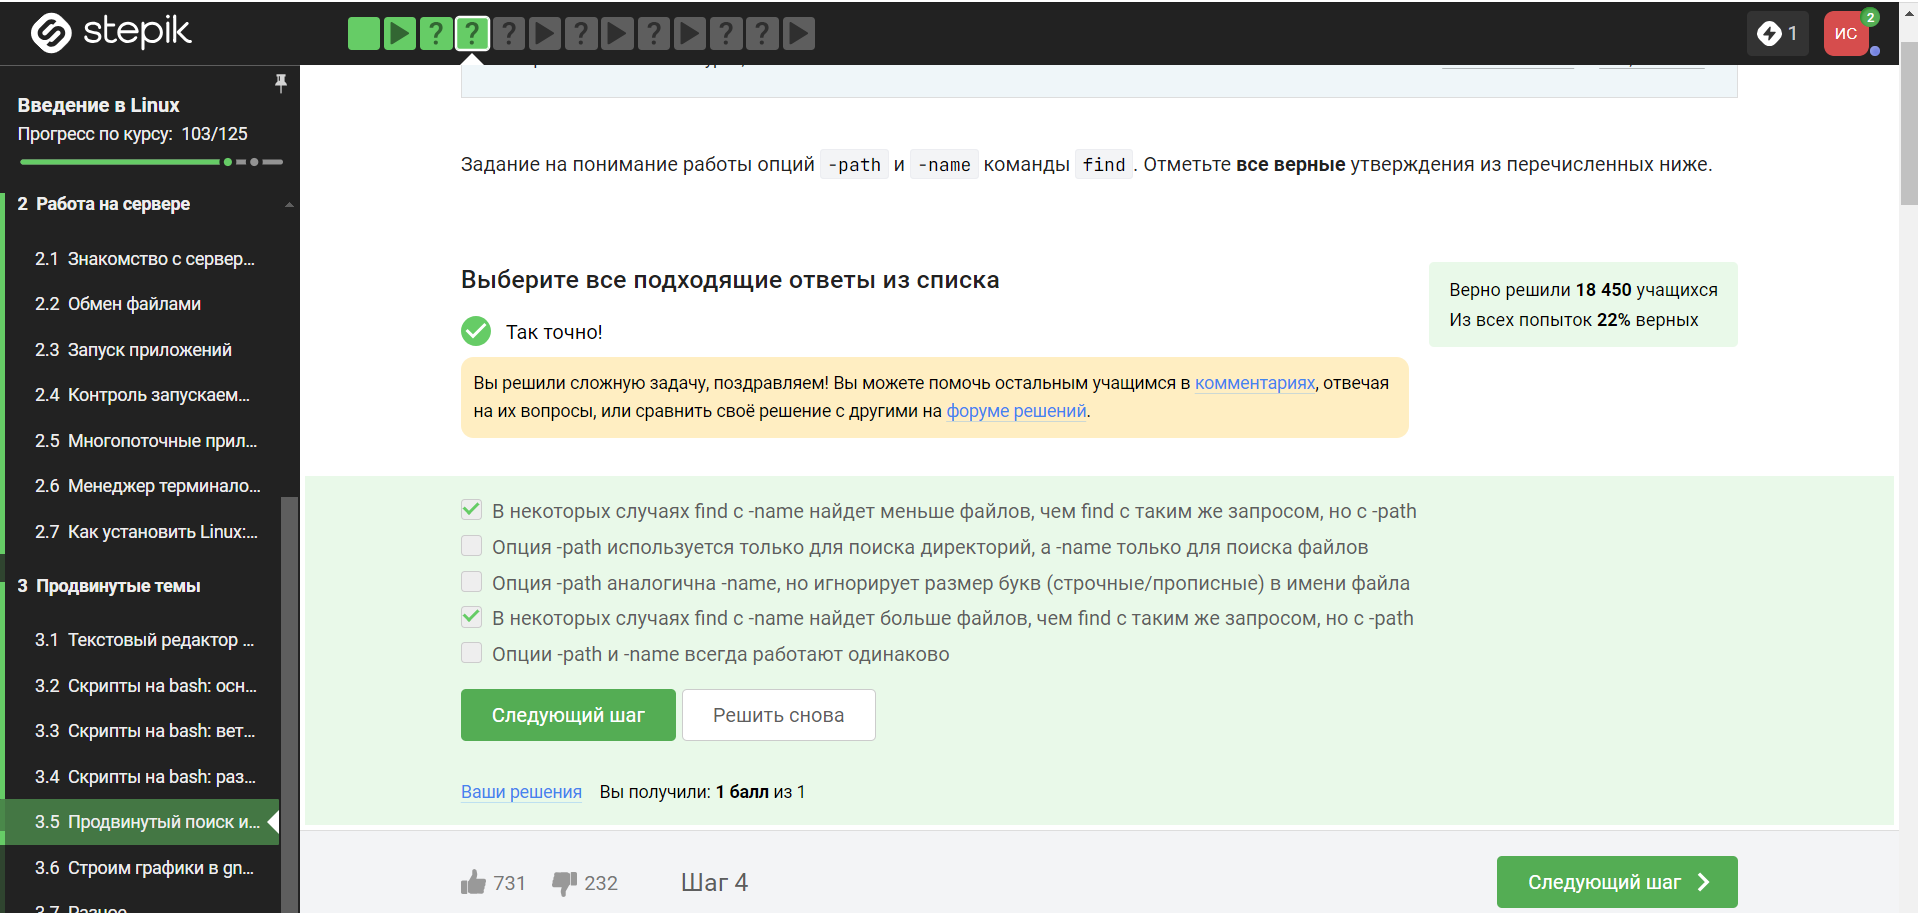 stepik
? ? ? ? ? ? ?
1
ИС
2
Введение в Linux
Прогресс по курсу: 103/125
2 Работа на сервере
2.1 Знакомство с сервер...
2.2 Обмен файлами
2.3 Запуск приложений
2.4 Контроль запускаем...
2.5 Многопоточные прил...
2.6 Менеджер терминало...
2.7 Как установить Linux:...
3 Продвинутые темы
3.1 Текстовый редактор ...
3.2 Скрипты на bash: осн...
3.3 Скрипты на bash: вет...
3.4 Скрипты на bash: раз...
3.5 Продвинутый поиск и...
3.6 Строим графики в gn...
3.7 Разное
Задание на понимание работы опций -path и -name команды find. Отметьте все верные утверждения из перечисленных ниже.
Выберите все подходящие ответы из списка
Так точно!
Верно решили 18 450 учащихся
Из всех попыток 22% верных
Вы решили сложную задачу, поздравляем! Вы можете помочь остальным учащимся в комментариях, отвечая
на их вопросы, или сравнить своё решение с другими на форуме решений.
В некоторых случаях find с -name найдет меньше файлов, чем find с таким же запросом, но с -path
Опция -path используется только для поиска директорий, а -name только для поиска файлов
Опция -path аналогична -name, но игнорирует размер букв (строчные/прописные) в имени файла
В некоторых случаях find с -name найдет больше файлов, чем find с таким же запросом, но с -path
Опции -path и -name всегда работают одинаково
Следующий шаг
Решить снова
Ваши решения Вы получили: 1 балл из 1
731 232 Шаг 4
Следующий шаг